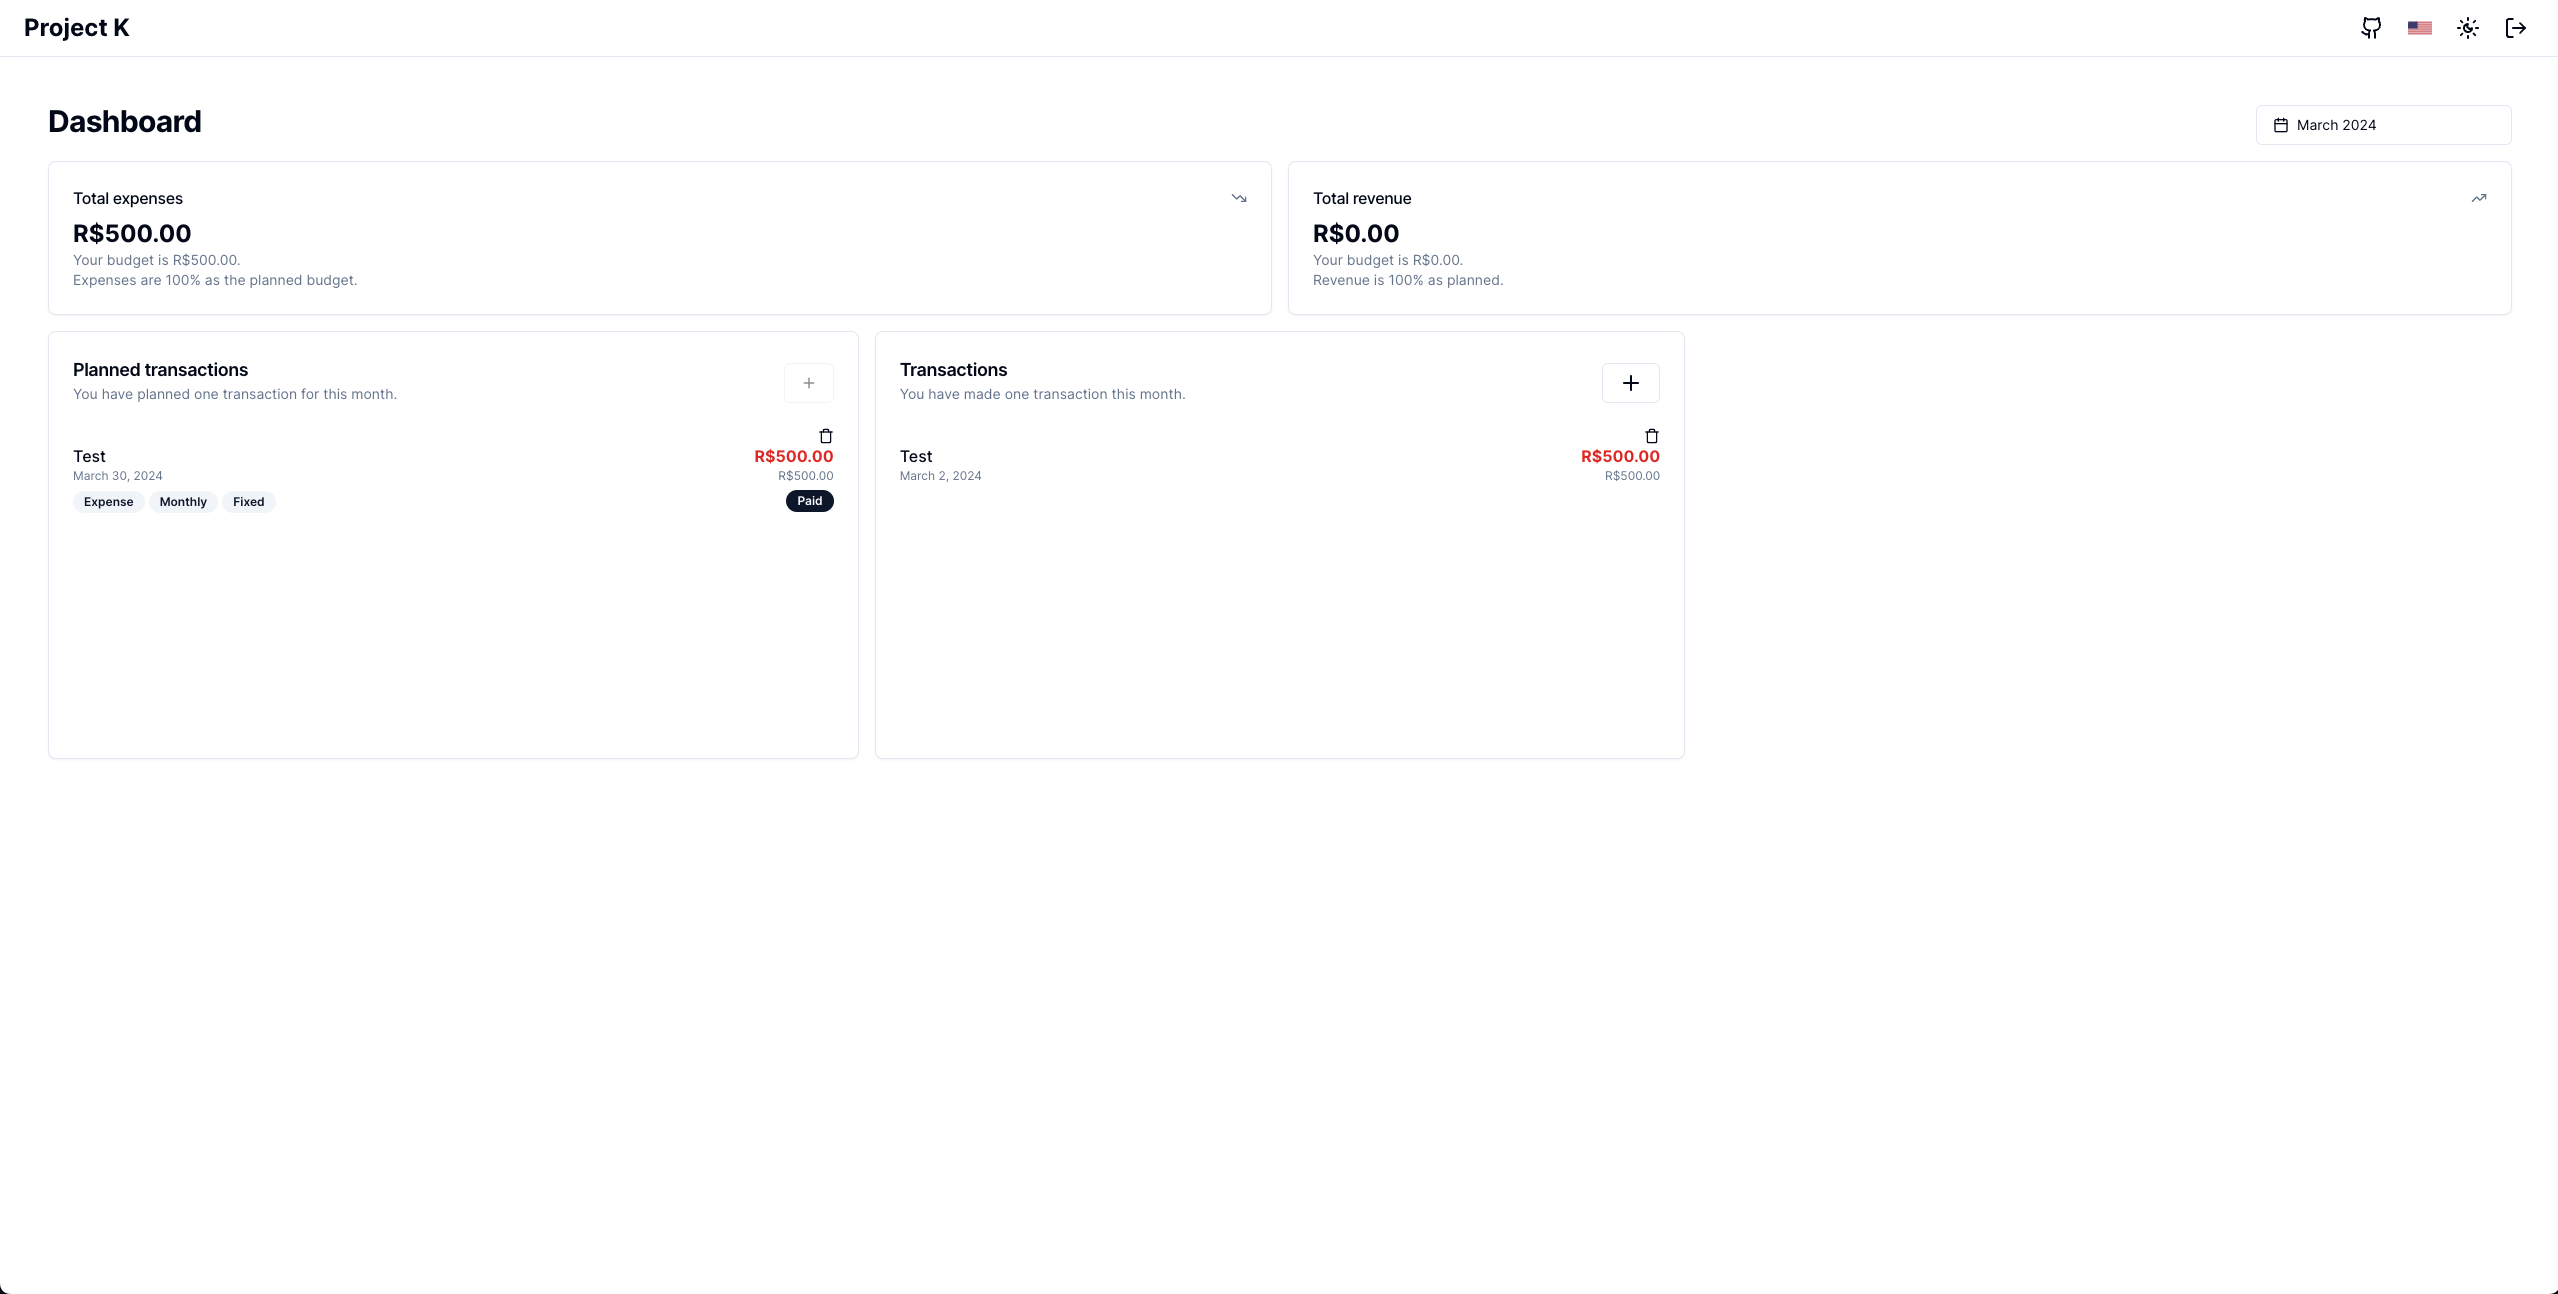 Project K
Dashboard
March 2024
Total expenses
R$500.00
Your budget is R$500.00.
Expenses are 100% as the planned budget.
Total revenue
R$0.00
Your budget is R$0.00.
Revenue is 100% as planned.
Planned transactions
You have planned one transaction for this month.
Test
R$500.00
March 30, 2024
R$500.00
Expense Monthly Fixed
Paid
Transactions
You have made one transaction this month.
Test
R$500.00
March 2, 2024
R$500.00